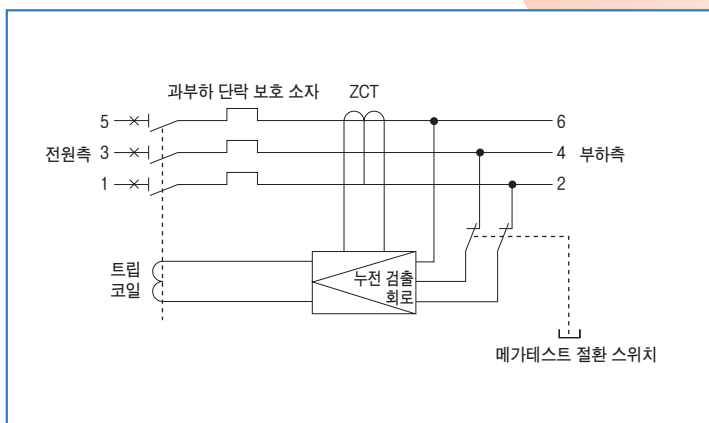 과부하 단락 보호 소자
ZCT
5
6
전원측 3
4 부하측
1
2
트립
코일
누전 검출
회로
메가테스트 절환 스위치